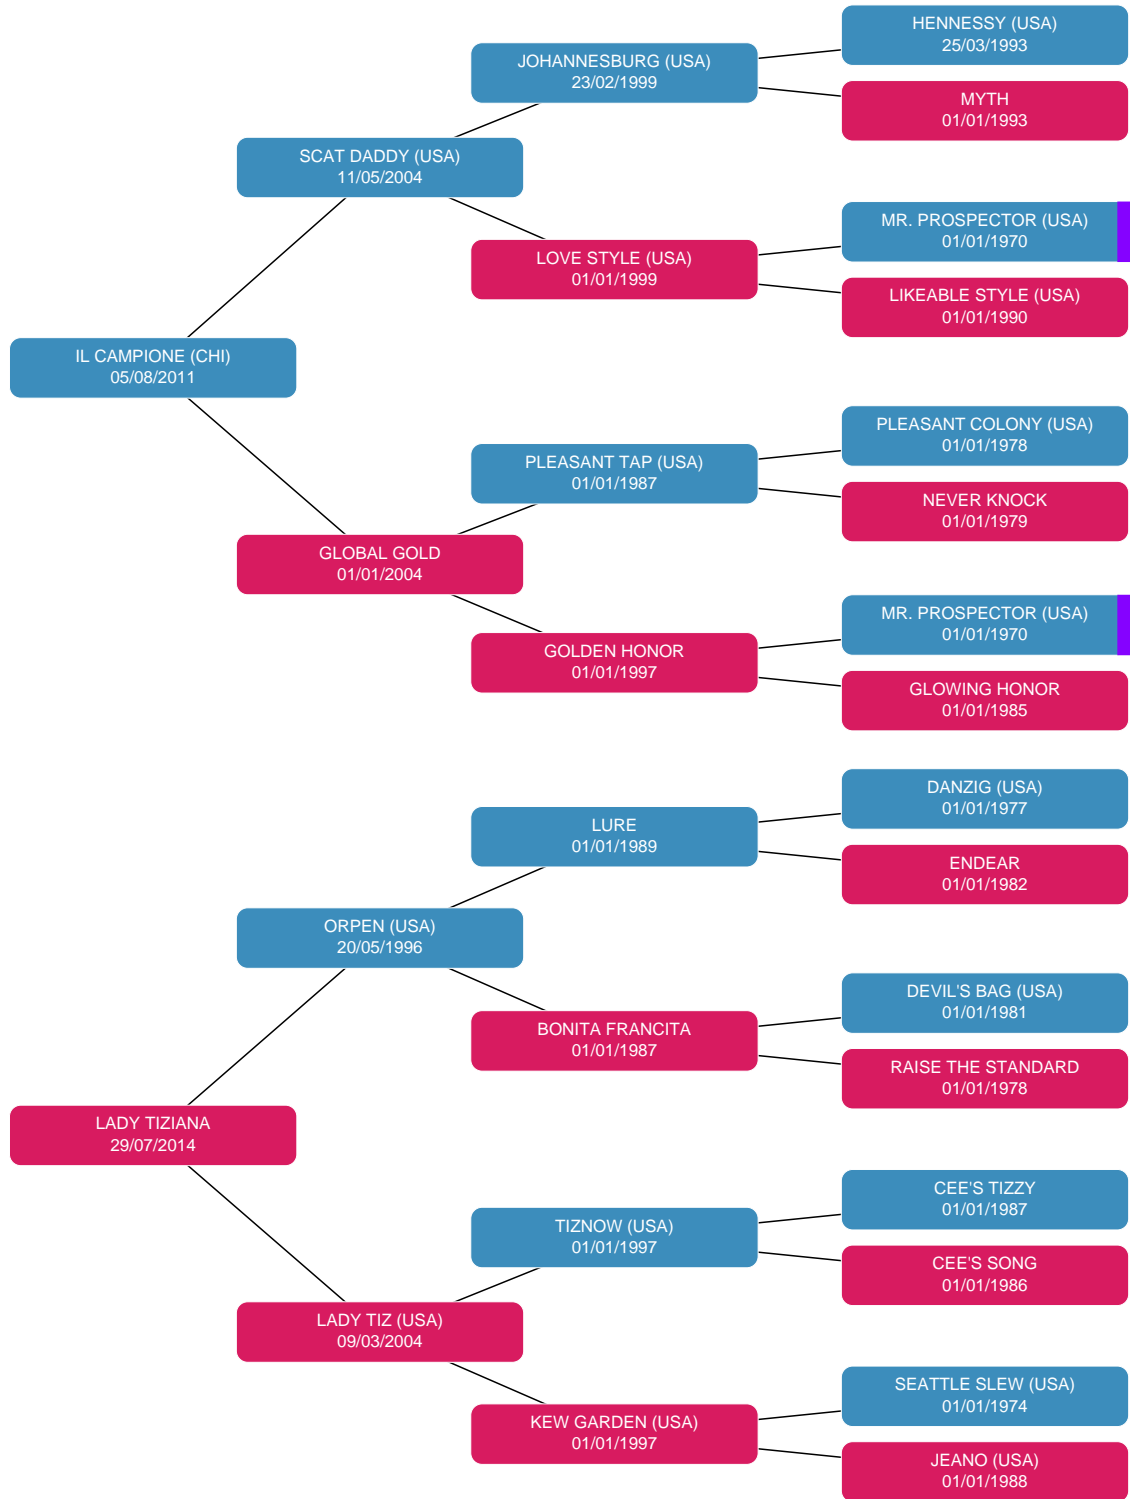 HENNESSY (USA)
25/03/1993
JOHANNESBURG (USA)
23/02/1999
MYTH
01/01/1993
SCAT DADDY (USA)
11/05/2004
MR. PROSPECTOR (USA)
01/01/1970
LOVE STYLE (USA)
01/01/1999
LIKEABLE STYLE (USA)
01/01/1990
IL CAMPIONE (CHI)
05/08/2011
PLEASANT COLONY (USA)
01/01/1978
PLEASANT TAP (USA)
01/01/1987
NEVER KNOCK
01/01/1979
GLOBAL GOLD
01/01/2004
MR. PROSPECTOR (USA)
01/01/1970
GOLDEN HONOR
01/01/1997
GLOWING HONOR
01/01/1985
DANZIG (USA)
01/01/1977
LURE
01/01/1989
ENDEAR
01/01/1982
ORPEN (USA)
20/05/1996
DEVIL'S BAG (USA)
01/01/1981
BONITA FRANCITA
01/01/1987
RAISE THE STANDARD
01/01/1978
LADY TIZIANA
29/07/2014
CEE'S TIZZY
01/01/1987
TIZNOW (USA)
01/01/1997
CEE'S SONG
01/01/1986
LADY TIZ (USA)
09/03/2004
SEATTLE SLEW (USA)
01/01/1974
KEW GARDEN (USA)
01/01/1997
JEANO (USA)
01/01/1988